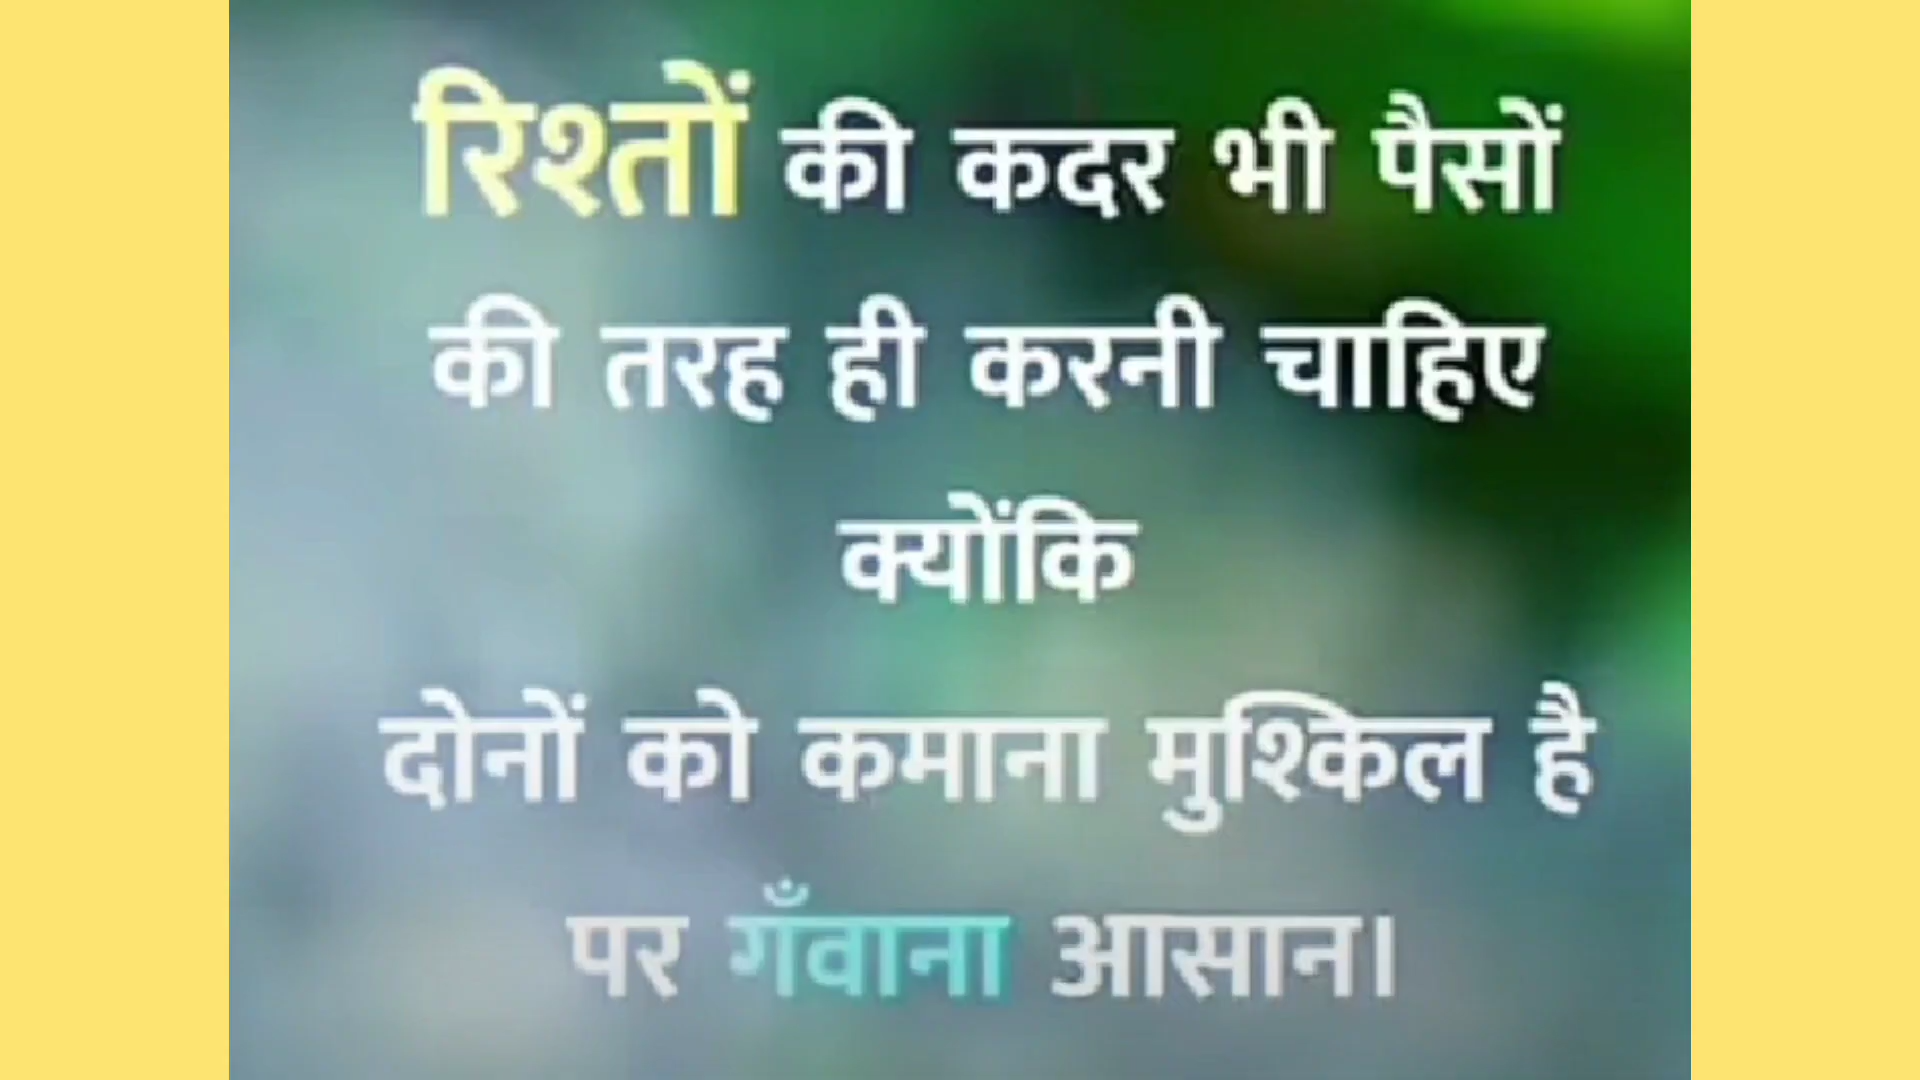 रिश्तों की कदर भी पैसों
की तरह ही करनी चाहिए
क्योंकि
दोनों को कमाना मुश्किल है
पर गँवाना आसान।